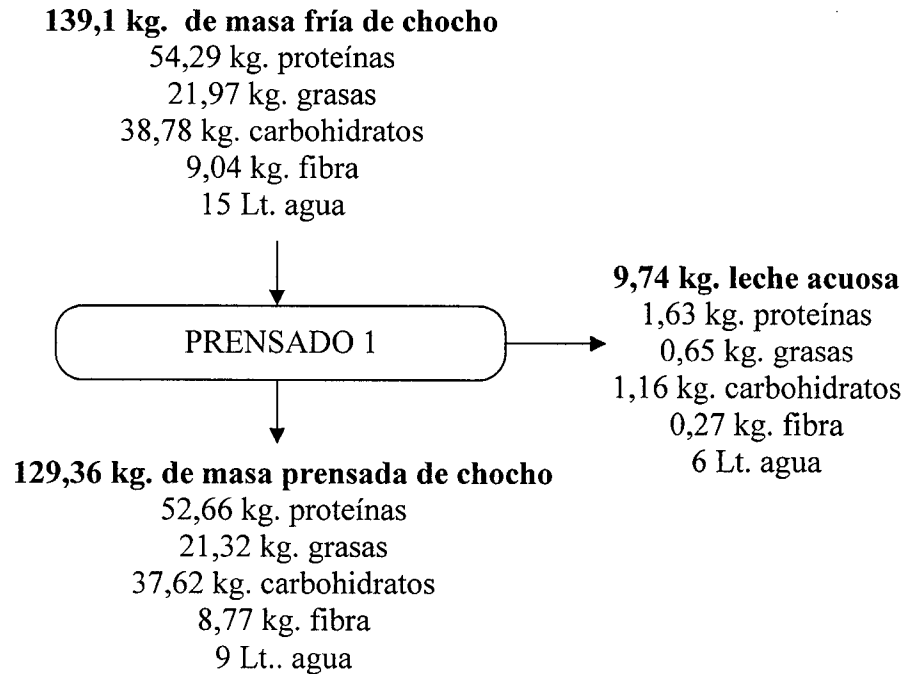 139,1 kg. de masa fría de chocho
54,29 kg. proteínas
21,97 kg. grasas
38,78 kg. carbohidratos
9,04 kg. fibra
15 Lt. agua
PRENSADO 1
9,74 kg. leche acuosa
1,63 kg. proteínas
0,65 kg. grasas
1,16 kg. carbohidratos
0,27 kg. fibra
6 Lt. agua
129,36 kg. de masa prensada de chocho
52,66 kg. proteínas
21,32 kg. grasas
37,62 kg. carbohidratos
8,77 kg. fibra
9 Lt.. agua